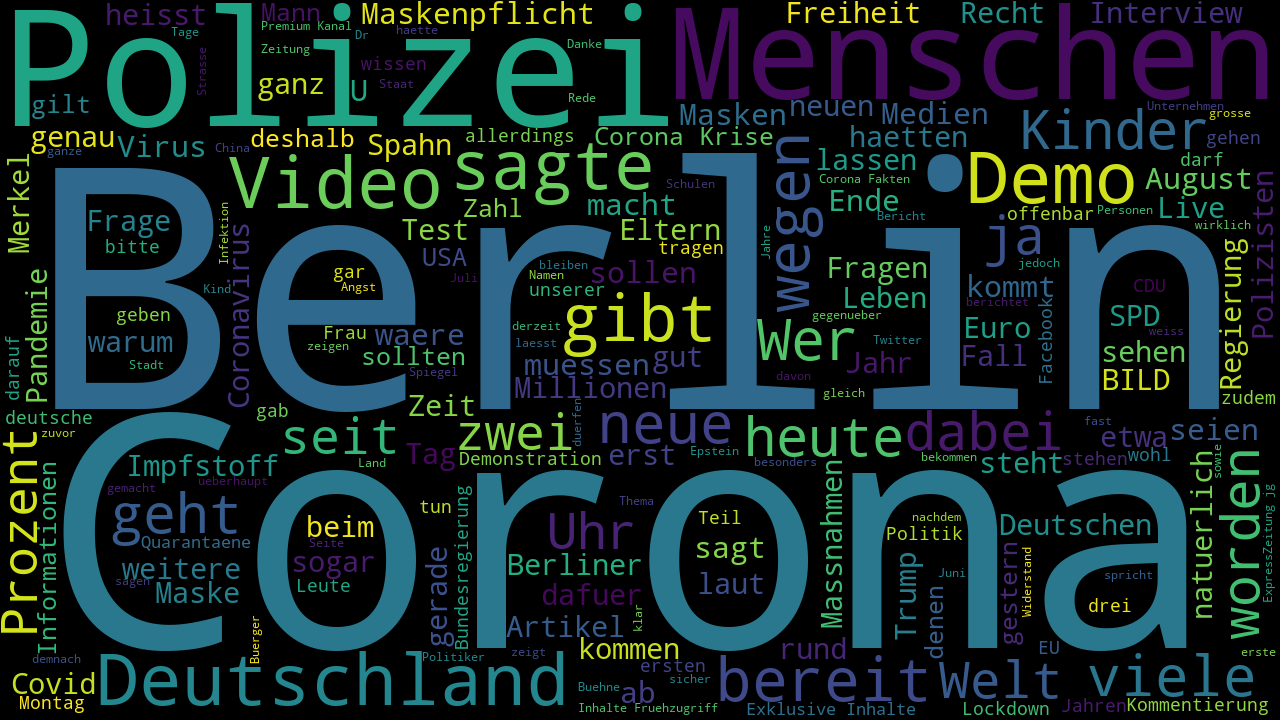 heisst Mann Maskenpflicht Freiheit Recht Interview
Tage Premium Kanal Dr haette
Polizei Menschen
Zeitung Danke
Strasse wissen
ganz U Staat Rede
gilt Masken neuen Medien Unternehmen grosse
genau Virus deshalb Spahn allerdings Corona Krise haetten Kinder gehen
ganze China Video sagte wegen lassen Demo darf
Merkel Schulen Corona Fakten August
Frage Zahl macht Ende Bericht offenbar Personen Live Polizisten
bitte Infektion Test Eltern Jahre wirklich
Berlin
Coronavirus USA tragen ja jedoch
Pandemie gar Juli bleiben sollen Fragen kommt CDU Regierung
Kind Angst Namen unserer Leben berichtet
geben gibt gegenueber Euro Facebook SPD
warum Frau waere derzeit Wer Twitter weiss
darauf zeigen sollten laesst muessen gut Jahr Fall sehen
Stadt Spiegel Millionen davon BILD
gleich zudem
deutsche gab Zeit duerfen neue heute dabei fast
zuvor seit zwei etwa seien
Prozent Impfstoff Land Tag Demonstration erst Epstein besonders bekommen steht stehen wohl sowie
Corona
gemacht ueberhaupt Massnahmen natuerlich worden
Informationen geht tun Thema Teil nachdem
Quarantaene beim Uhr sagt Politik Deutschen
weitere Seite sogar Bundesregierung Berliner laut Trump Juni gestern Widerstand spricht ExpressZeitung jg
sagen Maske Leute gerade dafuer denen drei
Buerger Artikel klar
demnach Politiker zeigt kommen rund EU erste
Covid Deutschland ersten bereit Welt viele
Montag Buehne ab sicher
Inhalte Fruehzugriff Exklusive Inhalte Lockdown Jahren Kommentierung